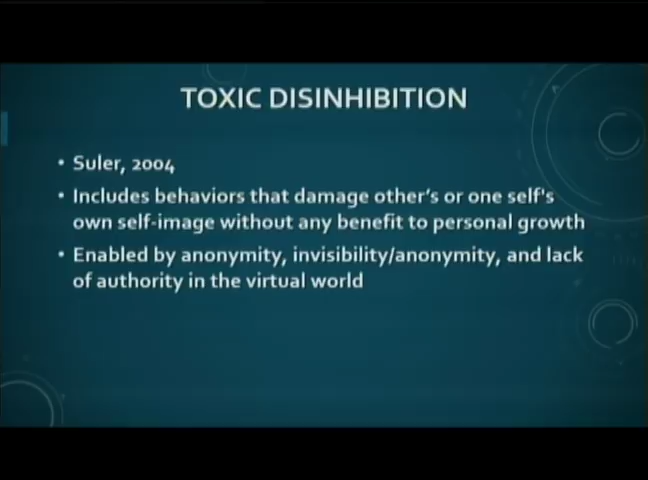 TOXIC DISINHIBITION
• Suler, 2004
• Includes behaviors that damage other's or one self's
own self-image without any benefit to personal growth
• Enabled by anonymity, invisibility/anonymity, and lack
of authority in the virtual world